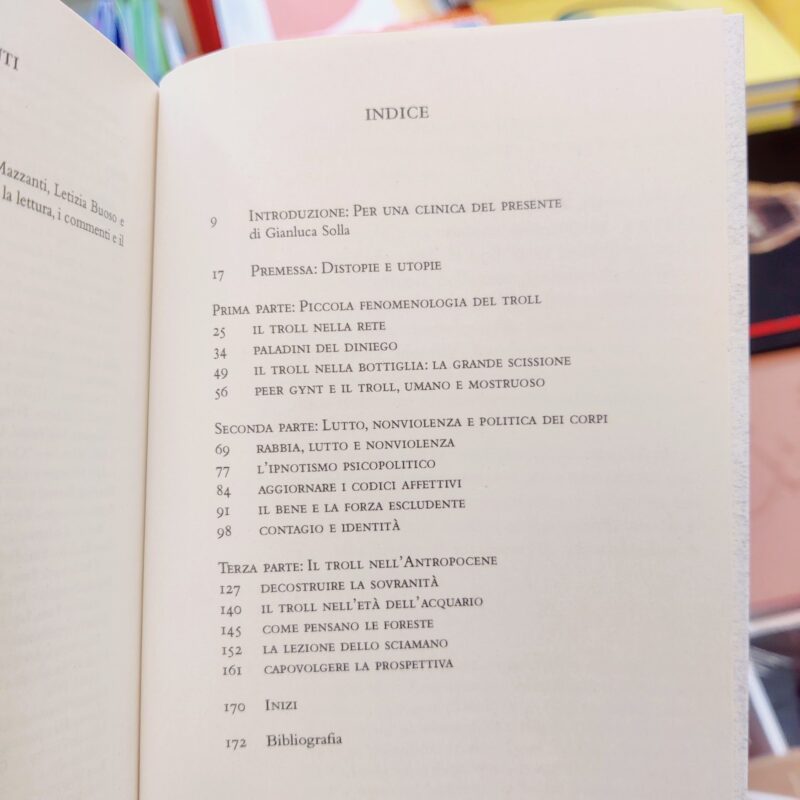 Mazzanti, Letizia Buoso e
la lettura, i commenti e il
INDICE
9 Introduzione: Per una clinica del presente
di Gianluca Solla
17 Premessa: Distopie e utopie
Prima parte: Piccola fenomenologia del troll
25 il troll nella rete
34 paladini del diniego
49 il troll nella bottiglia: la grande scissione
56 peer gynt e il troll, umano e mostruoso
Seconda parte: Lutto, nonviolenza e politica dei corpi
69 rabbia, lutto e nonviolenza
77 l'ipnotismo psicopolitico
84 aggiornare i codici affettivi
91 il bene e la forza escludente
98 contagio e identità
Terza parte: Il troll nell'Antropocene
127 decostruire la sovranità
140 il troll nell'età dell'acquario
145 come pensano le foreste
152 la lezione dello sciamano
161 capovolgere la prospettiva
170 Inizi
172 Bibliografia